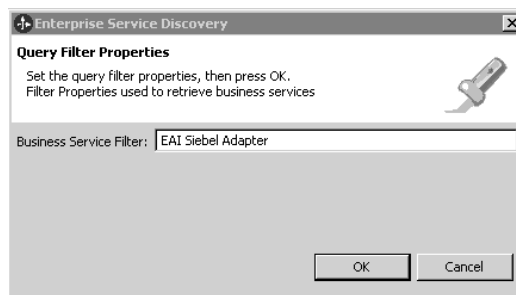 Enterprise Service Discovery
Query Filter Properties
Set the query filter properties, then press OK.
Filter Properties used to retrieve business services
Business Service Filter: EAI Siebel Adapter
OK Cancel